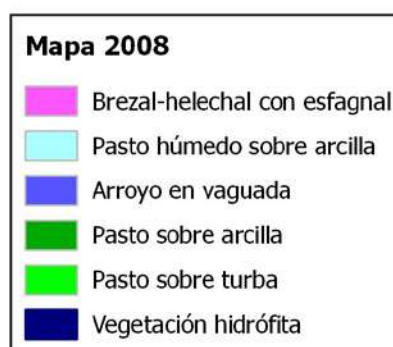 Mapa 2008
Brezal-helechal con esfagnal
Pasto húmedo sobre arcilla
Arroyo en vaguada
Pasto sobre arcilla
Pasto sobre turba
Vegetación hidrófita